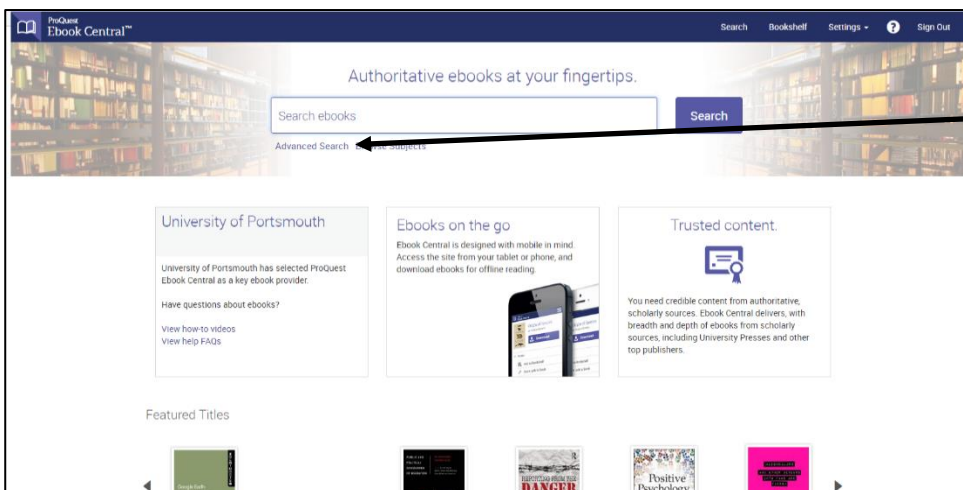 ProQuest
Ebook Central™
Search Bookshelf Settings ? Sign Out
Authoritative ebooks at your fingertips.
Search ebooks
Search
Advanced Search Subjects
University of Portsmouth
University of Portsmouth has selected ProQuest
Ebook Central as a key ebook provider.
Have questions about ebooks?
View how-to videos
View help FAQs
Ebooks on the go
Ebook Central is designed with mobile in mind.
Access the site from your tablet or phone, and
download ebooks for offline reading.
Trusted content.
You need credible content from authoritative,
scholarly sources. Ebook Central delivers, with
breadth and depth of ebooks from scholarly
sources, including University Presses and other
top publishers.
Featured Titles
Google Earth
REPORTING FROM THE
DANGER
Positive
Psychology